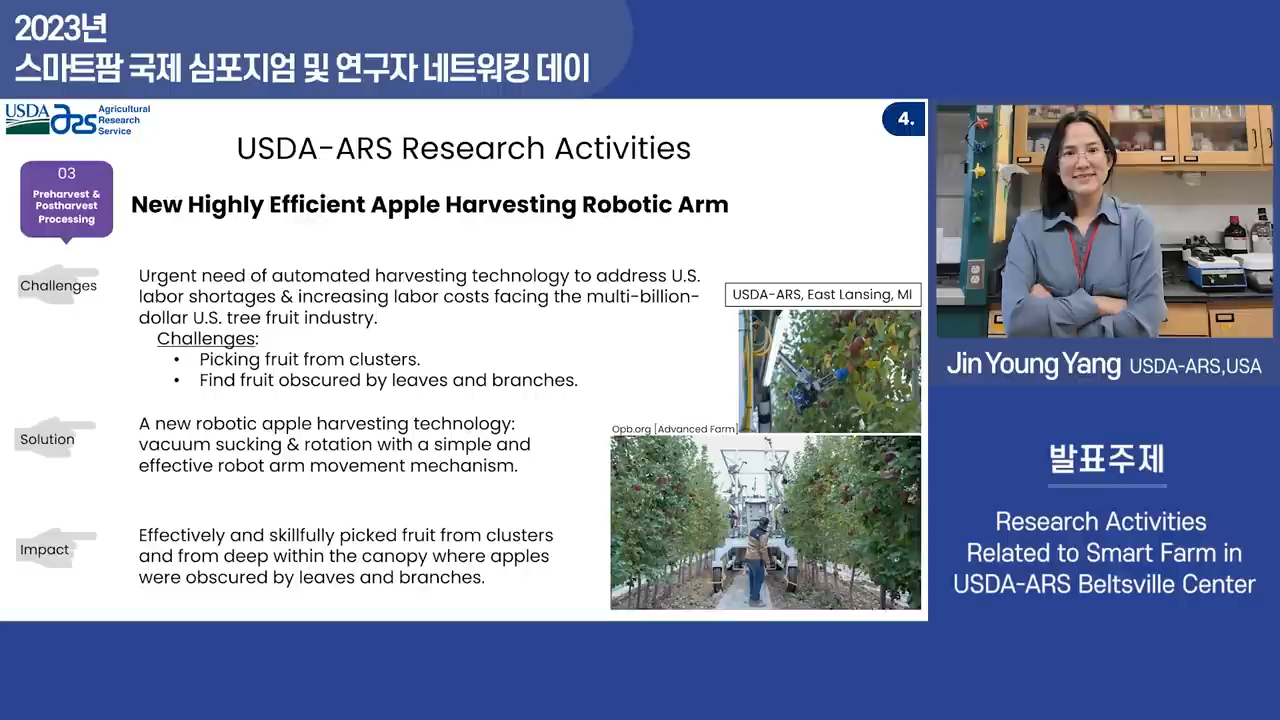 2023년
스마트팜 국제 심포지엄 및 연구자 네트워킹 데이
USDA ars Agricultural
Research
Service
4.
USDA-ARS Research Activities
03
Preharvest &
Postharvest
Processing
New Highly Efficient Apple Harvesting Robotic Arm
Challenges
Urgent need of automated harvesting technology to address U.S.
labor shortages & increasing labor costs facing the multi-billion-
dollar U.S. tree fruit industry.
Challenges:
• Picking fruit from clusters.
• Find fruit obscured by leaves and branches.
USDA-ARS, East Lansing, MI
Solution
A new robotic apple harvesting technology:
vacuum sucking & rotation with a simple and
effective robot arm movement mechanism.
Opb.org [Advanced Farm]
Impact
Effectively and skillfully picked fruit from clusters
and from deep within the canopy where apples
were obscured by leaves and branches.
Jin Young Yang USDA-ARS,USA
발표주제
Research Activities
Related to Smart Farm in
USDA-ARS Beltsville Center